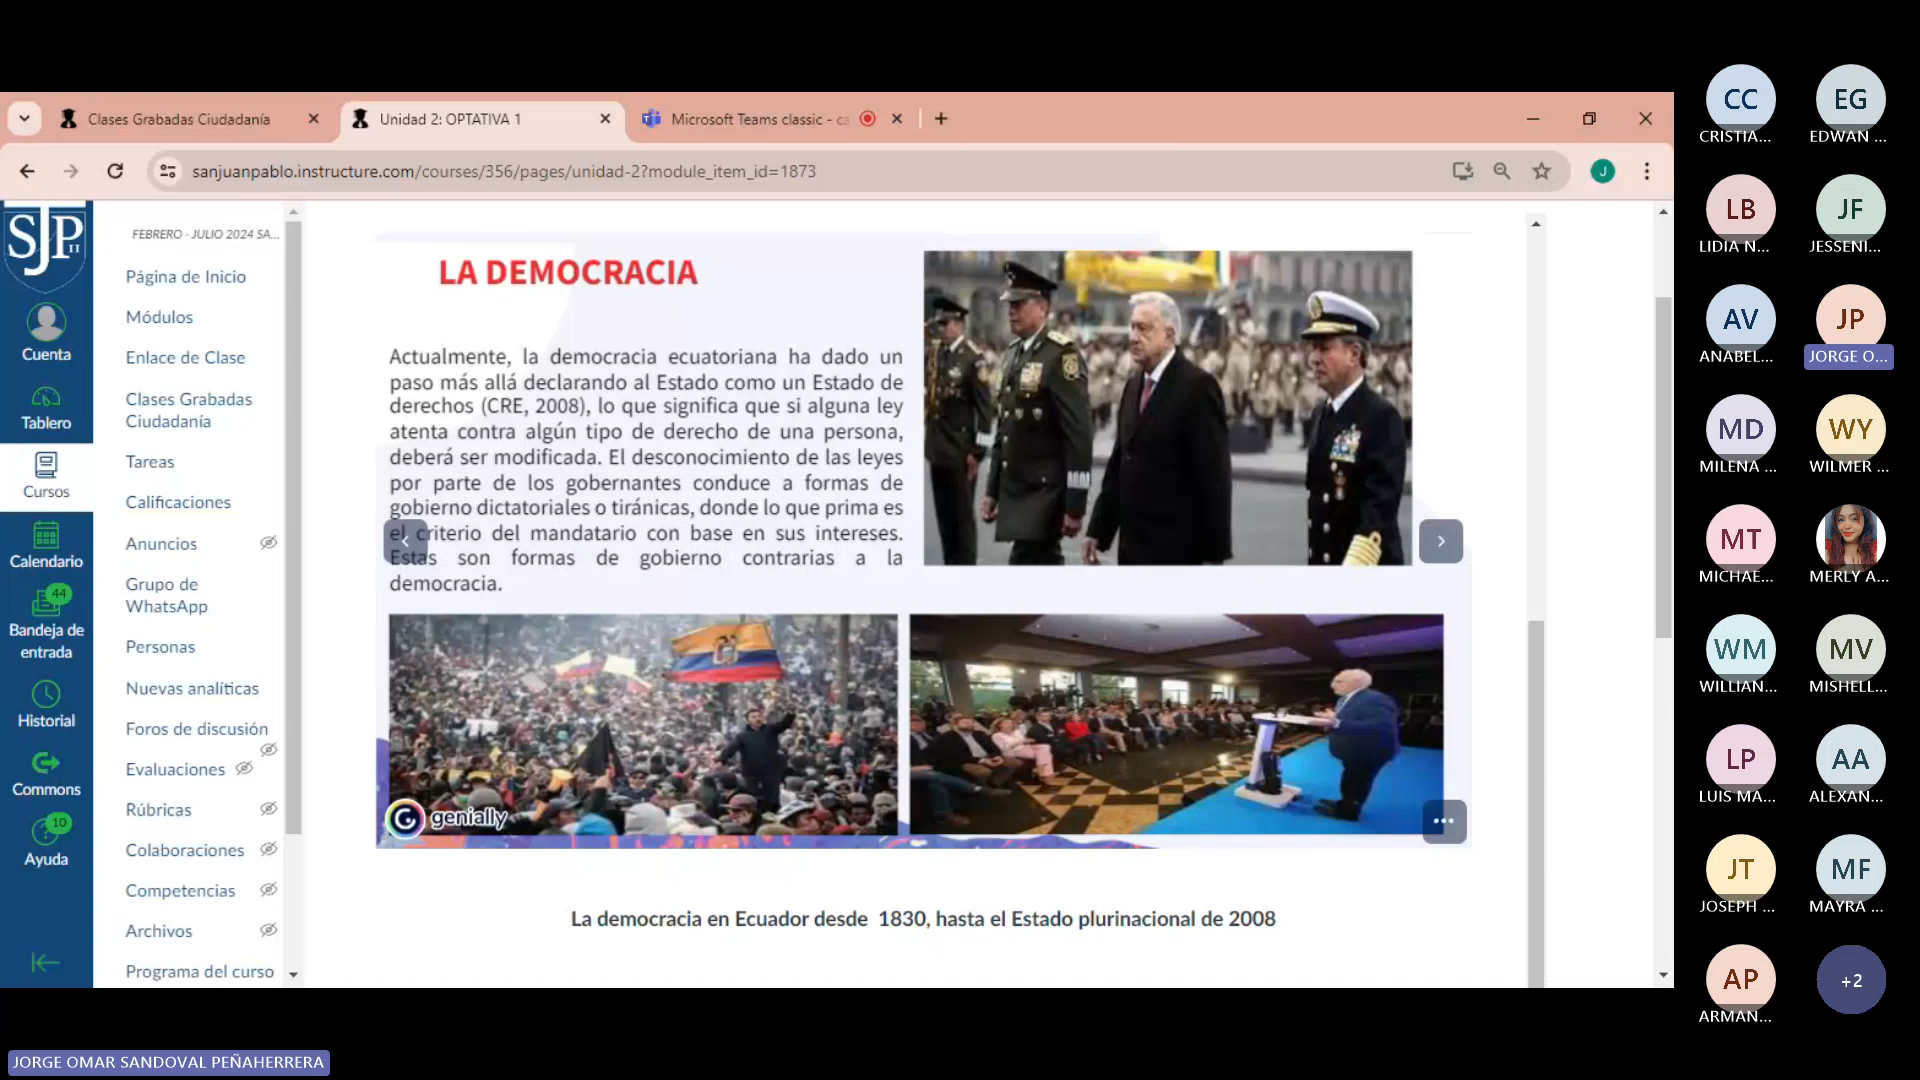 Clases Grabadas Ciudadanía
Unidad 2: OPTATIVA 1
Microsoft Teams classic - ca
sanjuanpablo.instructure.com/courses/356/pages/unidad-2?module_item_id=1873
J
SJP
II
Cuenta
Tablero
Cursos
Calendario
44
Bandeja de
entrada
Historial
Commons
10
Ayuda
FEBRERO - JULIO 2024 SA...
Página de Inicio
Módulos
Enlace de Clase
Clases Grabadas
Ciudadanía
Tareas
Calificaciones
Anuncios
Grupo de
WhatsApp
Personas
Nuevas analíticas
Foros de discusión
Evaluaciones
Rúbricas
Colaboraciones
Competencias
Archivos
Programa del curso
LA DEMOCRACIA
Actualmente, la democracia ecuatoriana ha dado un
paso más allá declarando al Estado como un Estado de
derechos (CRE, 2008), lo que significa que si alguna ley
atenta contra algún tipo de derecho de una persona,
deberá ser modificada. El desconocimiento de las leyes
por parte de los gobernantes conduce a formas de
gobierno dictatoriales o tiránicas, donde lo que prima es
el criterio del mandatario con base en sus intereses.
Estas son formas de gobierno contrarias a la
democracia.
genially
La democracia en Ecuador desde 1830, hasta el Estado plurinacional de 2008
CC
CRISTIA...
EG
EDWAN ...
LB
LIDIA N...
JF
JESSENI...
AV
ANABEL...
JP
JORGE O...
MD
MILENA ...
WY
WILMER ...
MT
MICHAE...
MERLY A...
WM
WILLIAN...
MV
MISHELL...
LP
LUIS MA...
AA
ALEXAN...
JT
JOSEPH ...
MF
MAYRA ...
AP
ARMAN...
+2
JORGE OMAR SANDOVAL PEÑAHERRERA